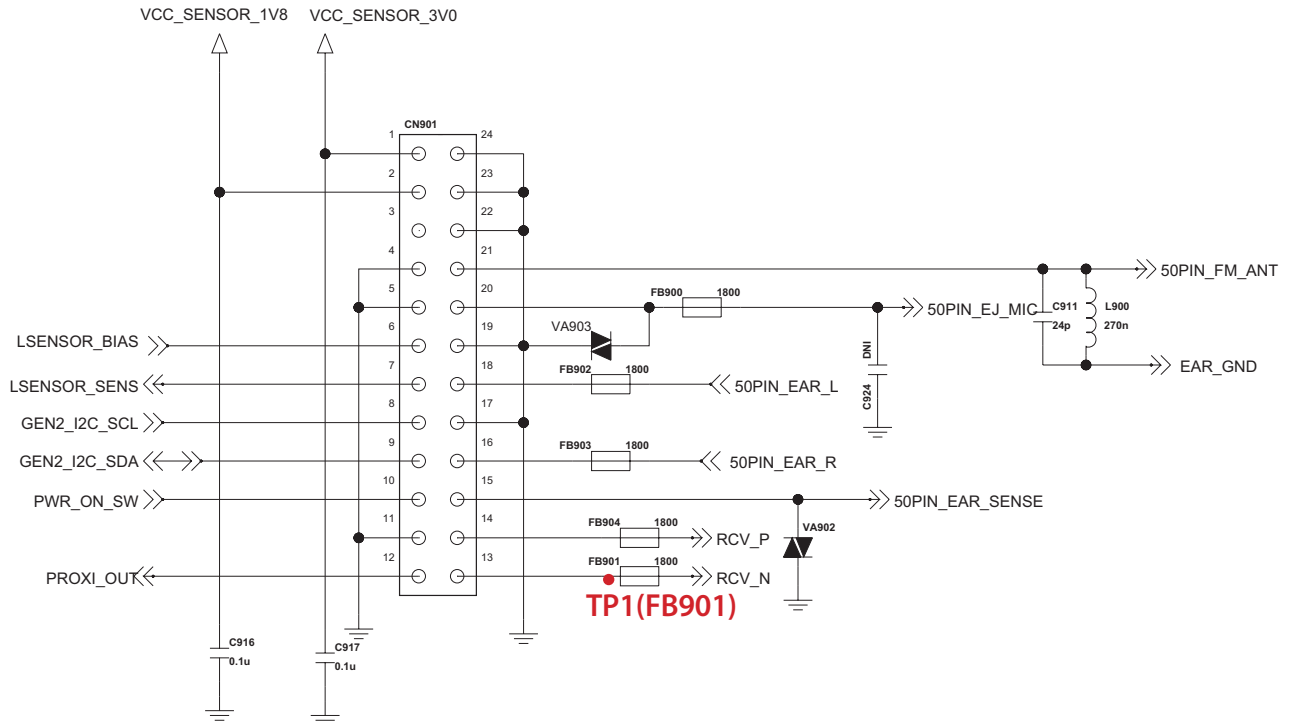 VCC_SENSOR_1V8
VCC_SENSOR_3V0
CN901
1
24
2
23
3
22
4
21
50PIN_FM_ANT
5
20
FB900
1800
50PIN_EJ_MIC
C911
24p
L900
270n
6
19
VA903
LSENSOR_BIAS
DNI
C924
EAR_GND
7
18
FB902
1800
LSENSOR_SENS
50PIN_EAR_L
8
17
GEN2_I2C_SCL
9
16
FB903
1800
GEN2_I2C_SDA
50PIN_EAR_R
10
15
PWR_ON_SW
50PIN_EAR_SENSE
11
14
FB904
1800
RCV_P
VA902
12
13
FB901
1800
PROXI_OUT
RCV_N
TP1(FB901)
C916
0.1u
C917
0.1u